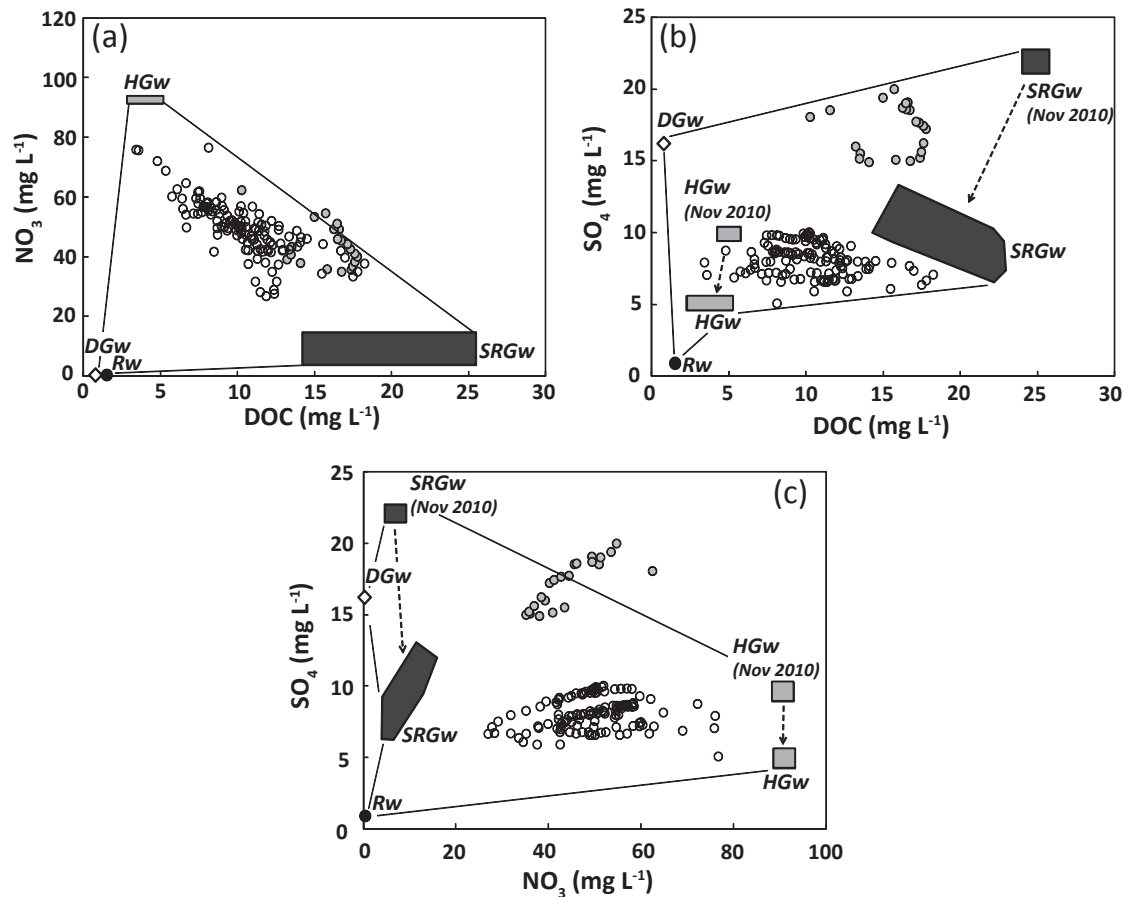 (a)
120
100
80
60
40
20
0
NO3 (mg L-1)
HGw
DGw
Rw
SRGw
5
10
15
20
25
30
DOC (mg L-1)
(b)
25
20
15
10
5
0
SO4 (mg L-1)
DGw
SRGw
(Nov 2010)
HGw
(Nov 2010)
SRGw
HGw
Rw
0
5
10
15
20
25
30
DOC (mg L-1)
(c)
25
20
15
10
5
0
SO4 (mg L-1)
SRGw
(Nov 2010)
DGw
HGw
(Nov 2010)
SRGw
HGw
Rw
0
20
40
60
80
100
NO3 (mg L-1)